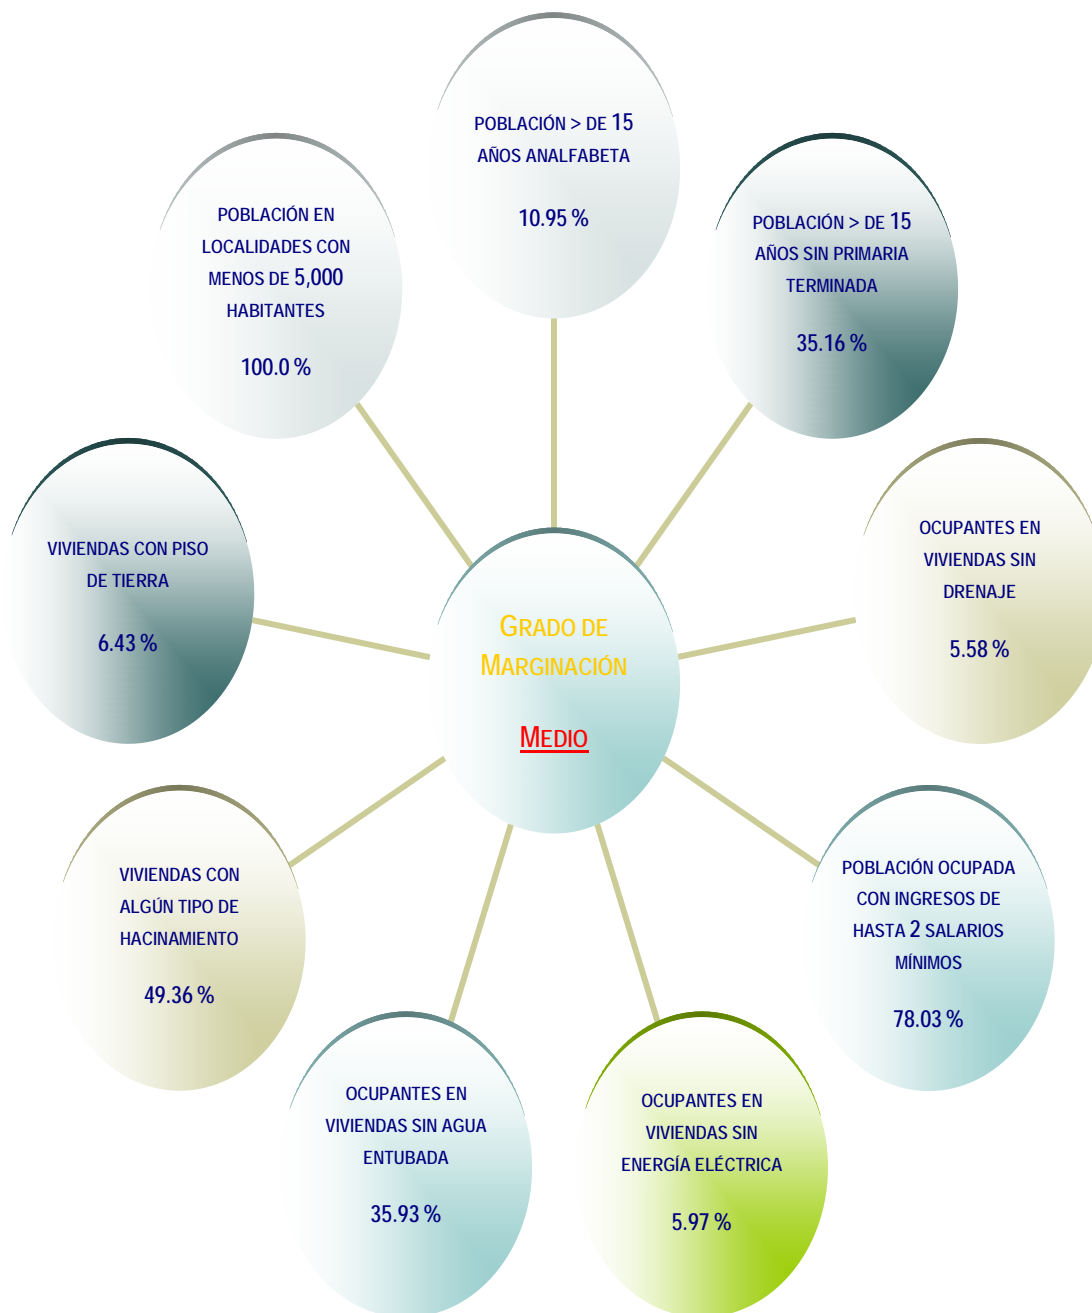 POBLACIÓN > DE 15
AÑOS ANALFABETA
10.95 %
POBLACIÓN > DE 15
AÑOS SIN PRIMARIA
TERMINADA
35.16 %
OCUPANTES EN
VIVIENDAS SIN
DRENAJE
5.58 %
POBLACIÓN OCUPADA
CON INGRESOS DE
HASTA 2 SALARIOS
MÍNIMOS
78.03 %
OCUPANTES EN
VIVIENDAS SIN
ENERGÍA ELÉCTRICA
5.97 %
OCUPANTES EN
VIVIENDAS SIN AGUA
ENTUBADA
35.93 %
VIVIENDAS CON
ALGÚN TIPO DE
HACINAMIENTO
49.36 %
VIVIENDAS CON PISO
DE TIERRA
6.43 %
POBLACIÓN EN
LOCALIDADES CON
MENOS DE 5,000
HABITANTES
100.0 %
GRADO DE
MARGINACIÓN
MEDIO